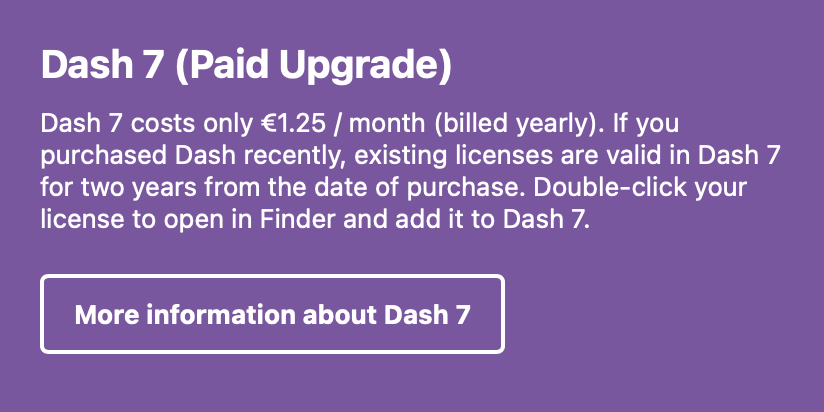 Dash 7 (Paid Upgrade)
Dash 7 costs only €1.25 / month (billed yearly). If you
purchased Dash recently, existing licenses are valid in Dash 7
for two years from the date of purchase. Double-click your
license to open in Finder and add it to Dash 7.
More information about Dash 7